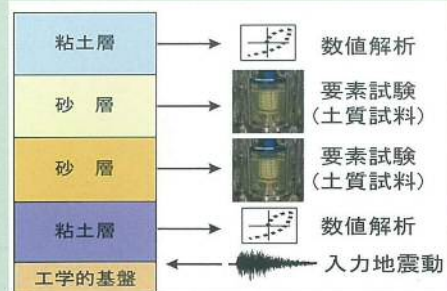 粘土層
数値解析
砂 層
要素試験
(土質試料)
砂 層
要素試験
(土質試料)
粘土層
数値解析
入力地震動
工学的基盤